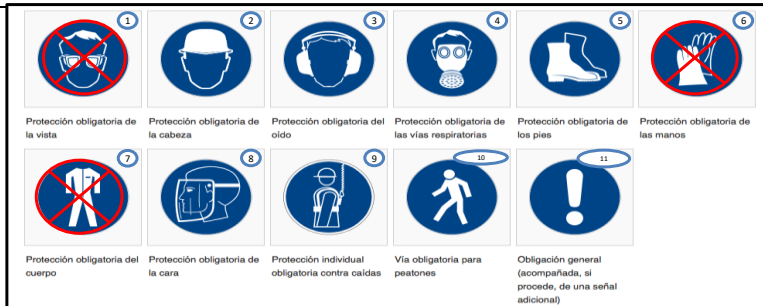 1 2 3 4 5 6
Protección obligatoria de la vista
Protección obligatoria de la cabeza
Protección obligatoria del oído
Protección obligatoria de las vías respiratorias
Protección obligatoria de los pies
Protección obligatoria de las manos
7 8 9 10 11
Protección obligatoria del cuerpo
Protección obligatoria de la cara
Protección individual obligatoria contra caídas
Vía obligatoria para peatones
Obligación general (acompañada, si procede, de una señal adicional)